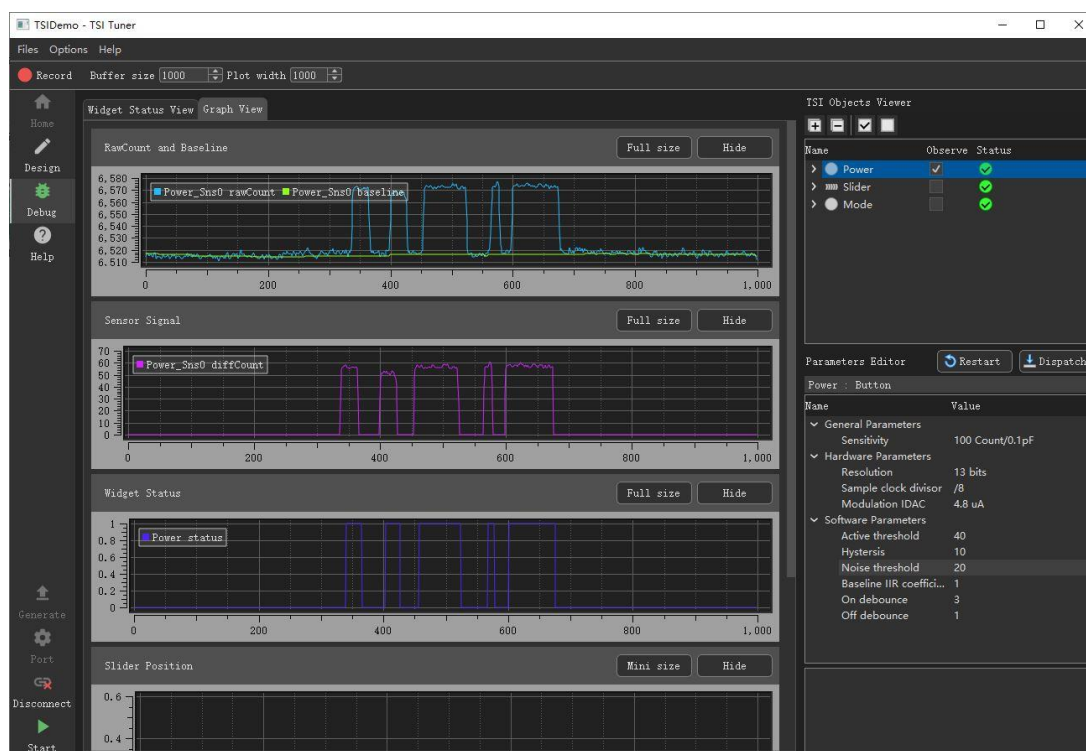 TSIDemo - TSI Tuner
Files Options Help
Record Buffer size 1000 Plot width 1000
Home
Design
Debug
Help
Generate
Port
Disconnect
Start
Widget Status View Graph View
RawCount and Baseline Full size Hide
Power_Sns0 rawCount Power_Sns0 baseline
6,580
6,570
6,560
6,550
6,540
6,530
6,520
6,510
0 200 400 600 800 1,000
Sensor Signal Full size Hide
Power_Sns0 diffCount
70
60
50
40
30
20
10
0
0 200 400 600 800 1,000
Widget Status Full size Hide
Power status
1
0.8
0.6
0.4
0.2
0
0 200 400 600 800 1,000
Slider Position Mini size Hide
0.6
0.4
TSI Objects Viewer
Name Observe Status
Power
Slider
Mode
Parameters Editor Restart Dispatch
Power : Button
Name Value
General Parameters
Sensitivity 100 Count/0.1pF
Hardware Parameters
Resolution 13 bits
Sample clock divisor /8
Modulation IDAC 4.8 uA
Software Parameters
Active threshold 40
Hystersis 10
Noise threshold 20
Baseline IIR coeffici... 1
On debounce 3
Off debounce 1